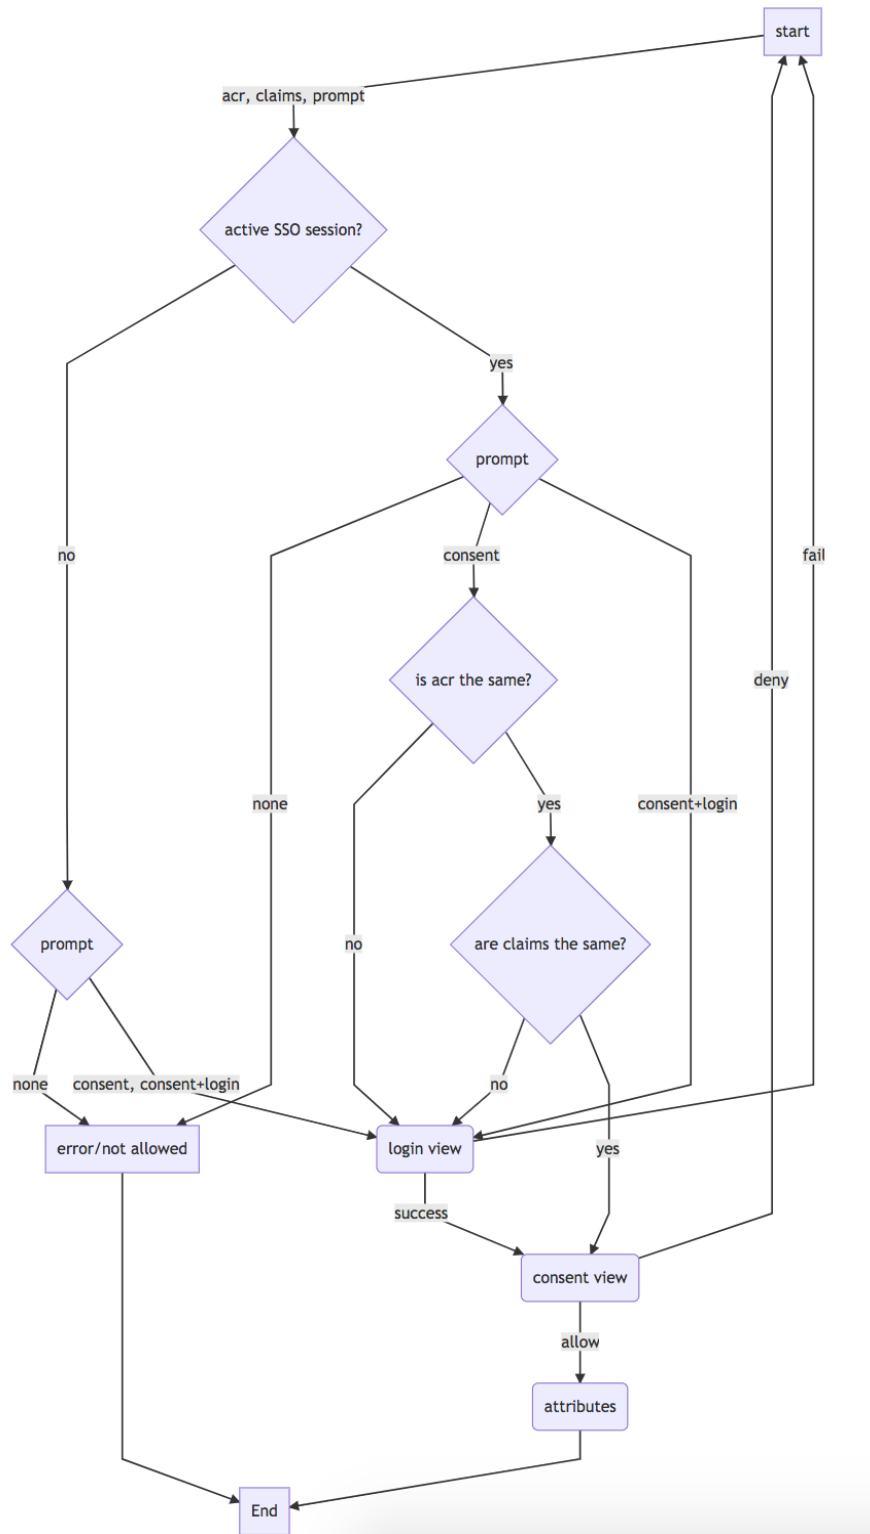 start
acr, claims, prompt
active SSO session?
yes
prompt
no
consent
fail
is acr the same?
deny
none
yes
consent+login
prompt
no
are claims the same?
none
consent, consent+login
no
error/not allowed
login view
yes
success
consent view
allow
attributes
End